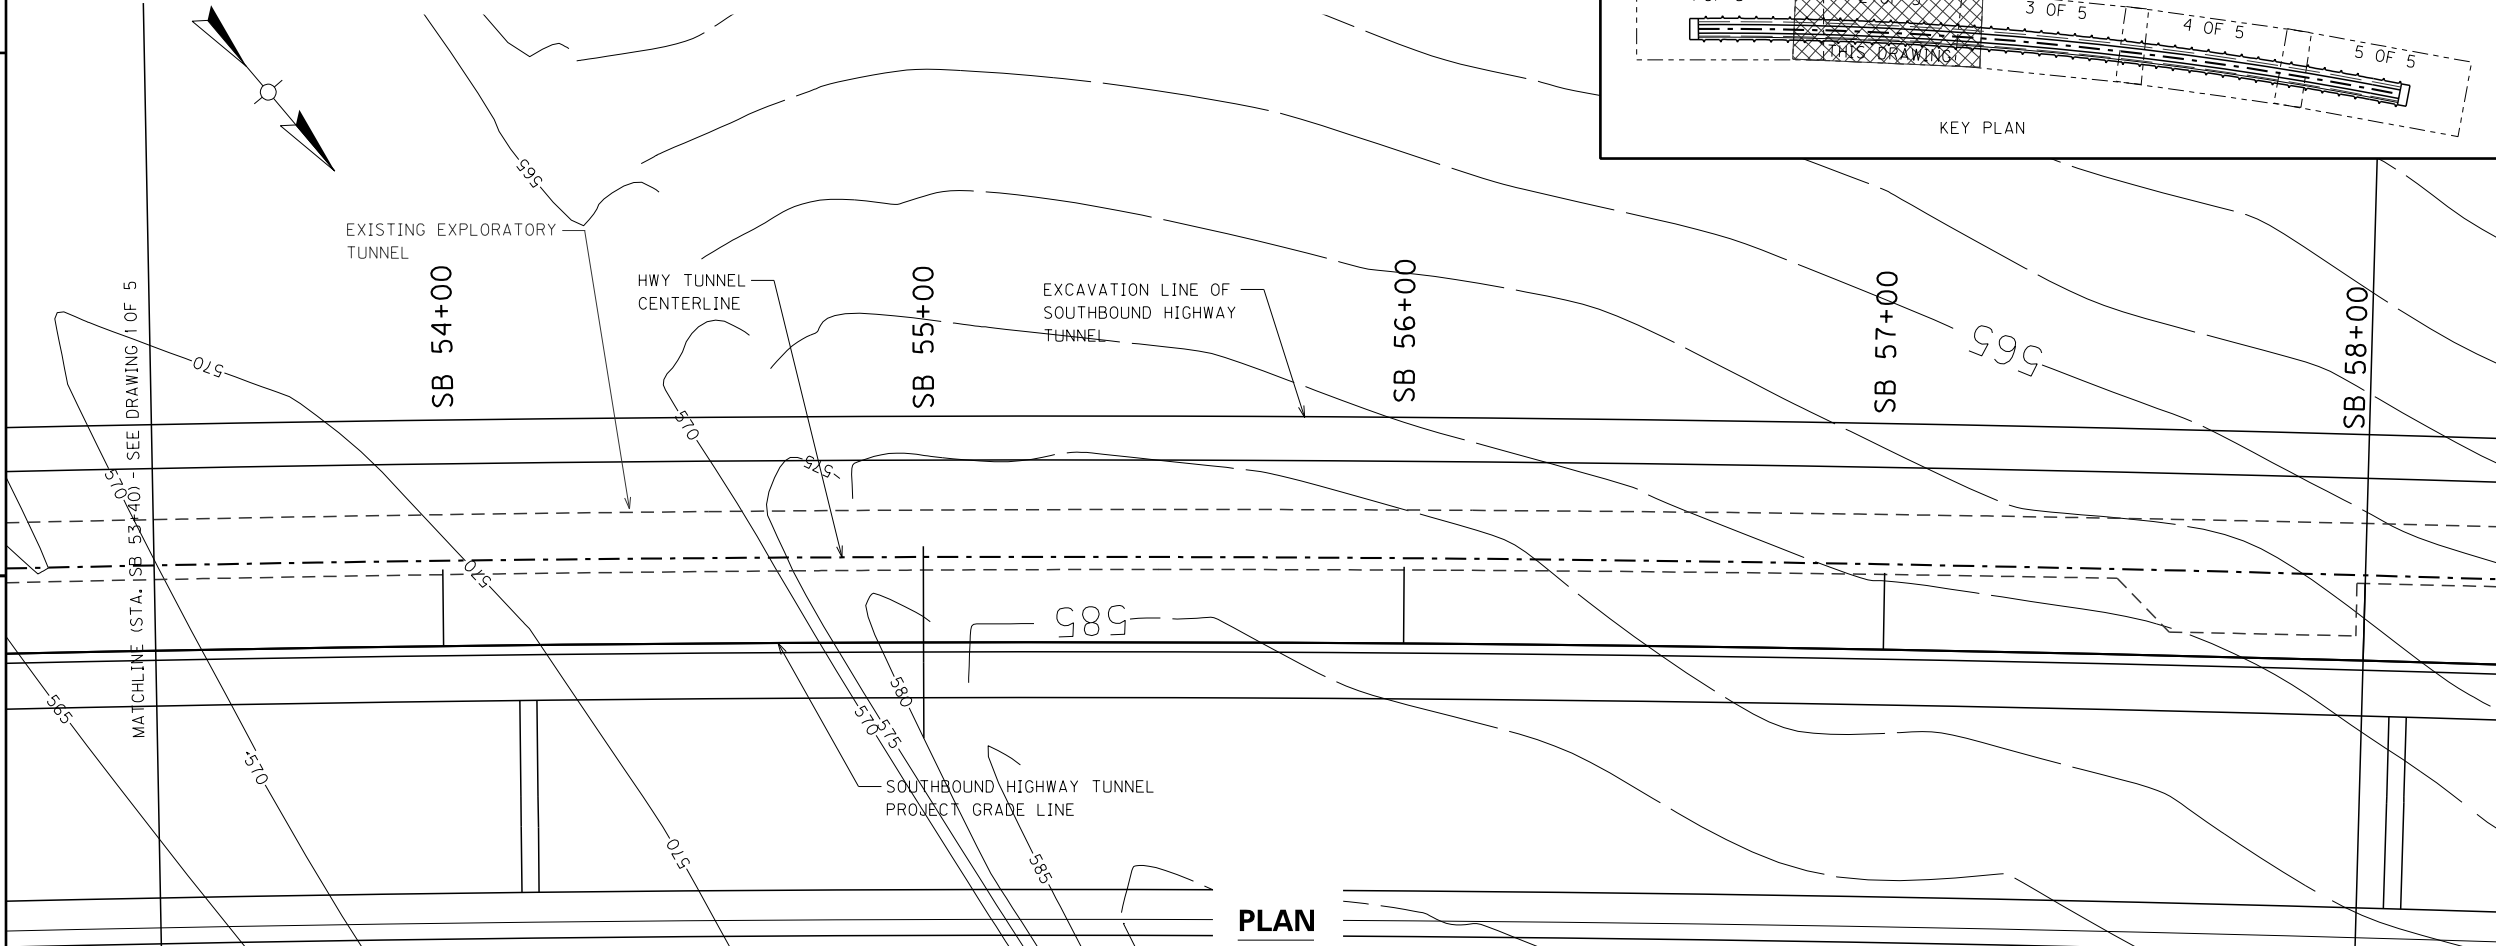 2 OF 5
3 OF 5
4 OF 5
5 OF 5
THIS DRAWING
KEY PLAN
565
EXISTING EXPLORATORY
TUNNEL
HWY TUNNEL
CENTERLINE
EXCAVATION LINE OF
SOUTHBOUND HIGHWAY
TUNNEL
SB 54+00
SB 55+00
SB 56+00
SB 57+00
SB 58+00
MATCHLINE (STA. SB 53+40) - SEE DRAWING 1 OF 5
570
565
570
575
570
570
585
580
565
570
575
570
SOUTHBOUND HIGHWAY TUNNEL
PROJECT GRADE LINE
570
585
PLAN